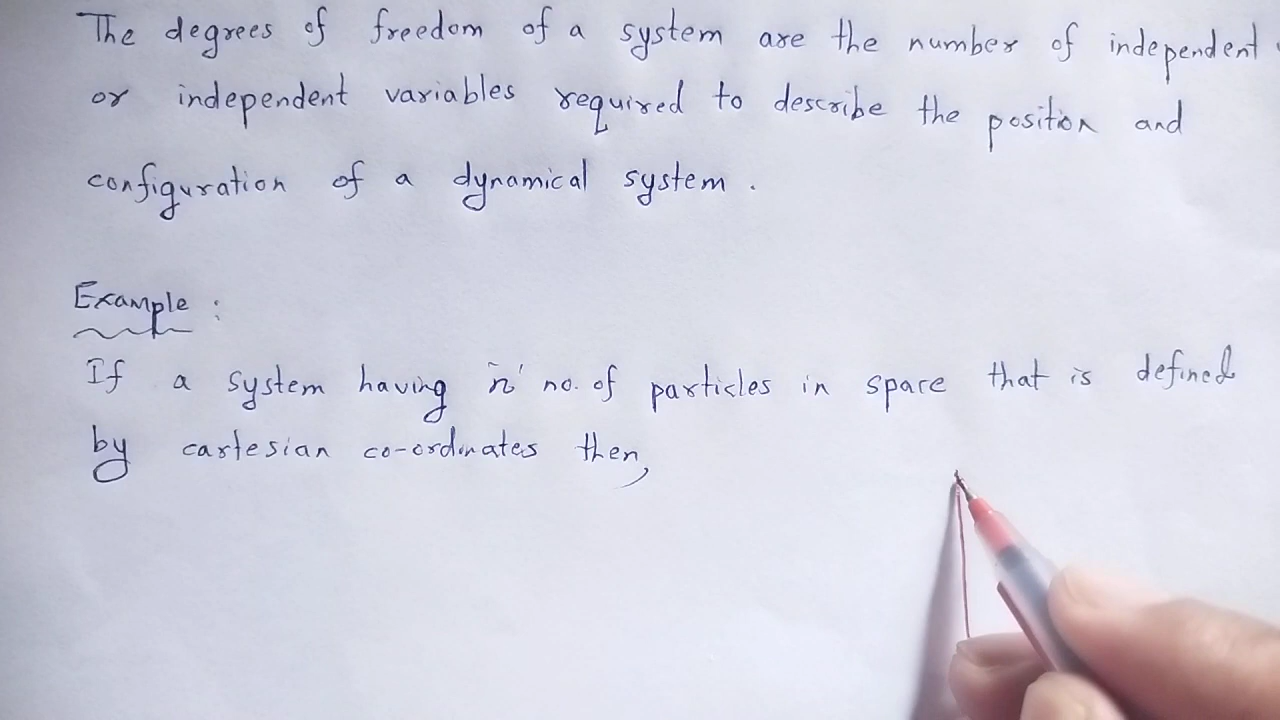 The degrees of freedom of a system are the number of independent
or independent variables required to describe the position and
configuration of a dynamical system.
Example :
If a system having 'n' no. of particles in space that is defined
by cartesian co-ordinates then,